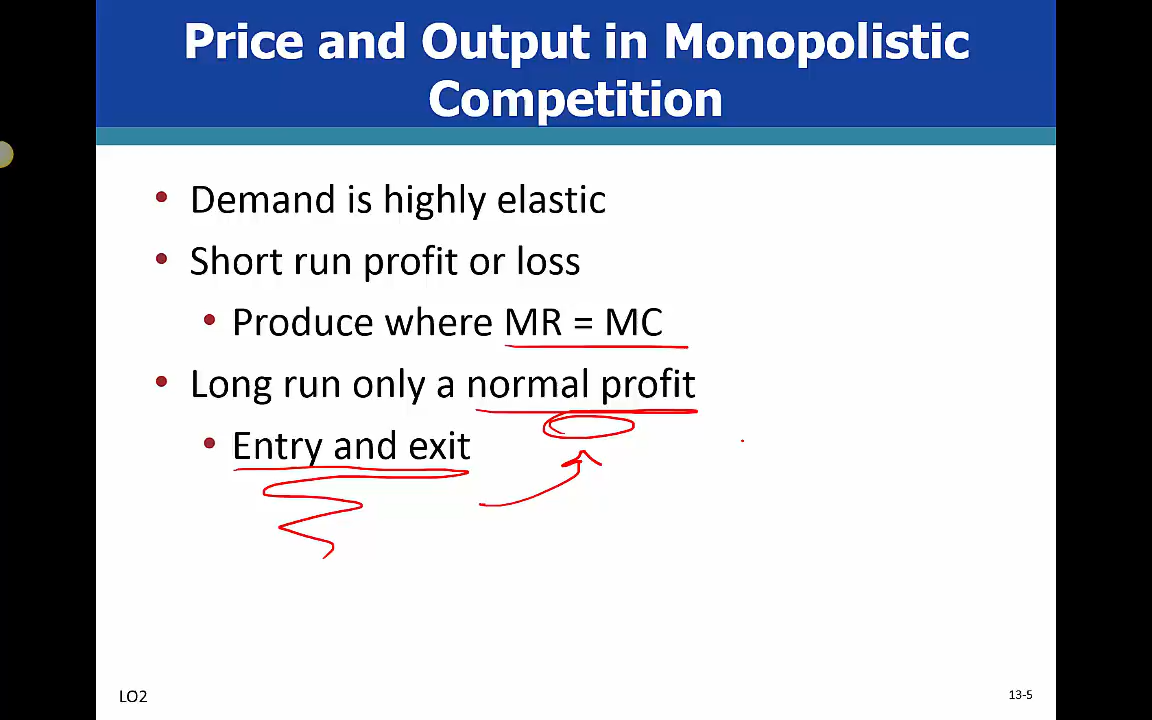 Price and Output in Monopolistic
Competition
• Demand is highly elastic
• Short run profit or loss
• Produce where MR = MC
• Long run only a normal profit
• Entry and exit
LO2
13-5